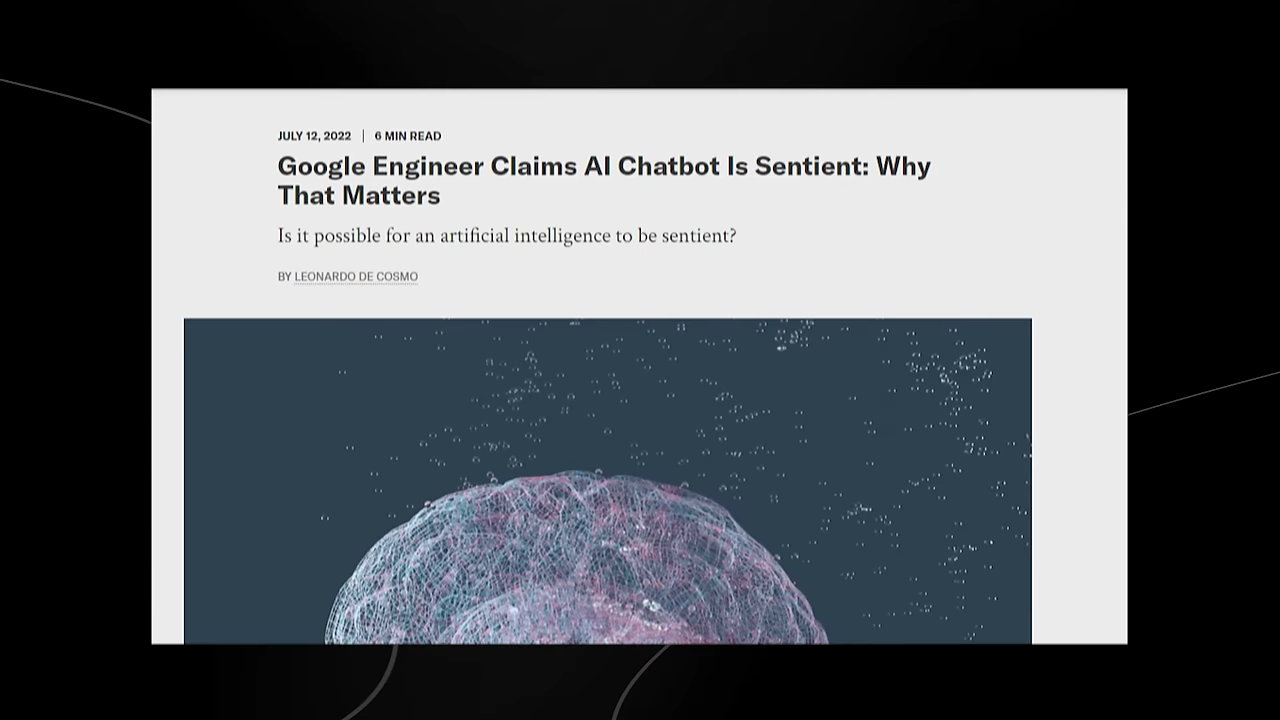 JULY 12, 2022 | 6 MIN READ
Google Engineer Claims AI Chatbot Is Sentient: Why
That Matters
Is it possible for an artificial intelligence to be sentient?
BY LEONARDO DE COSMO